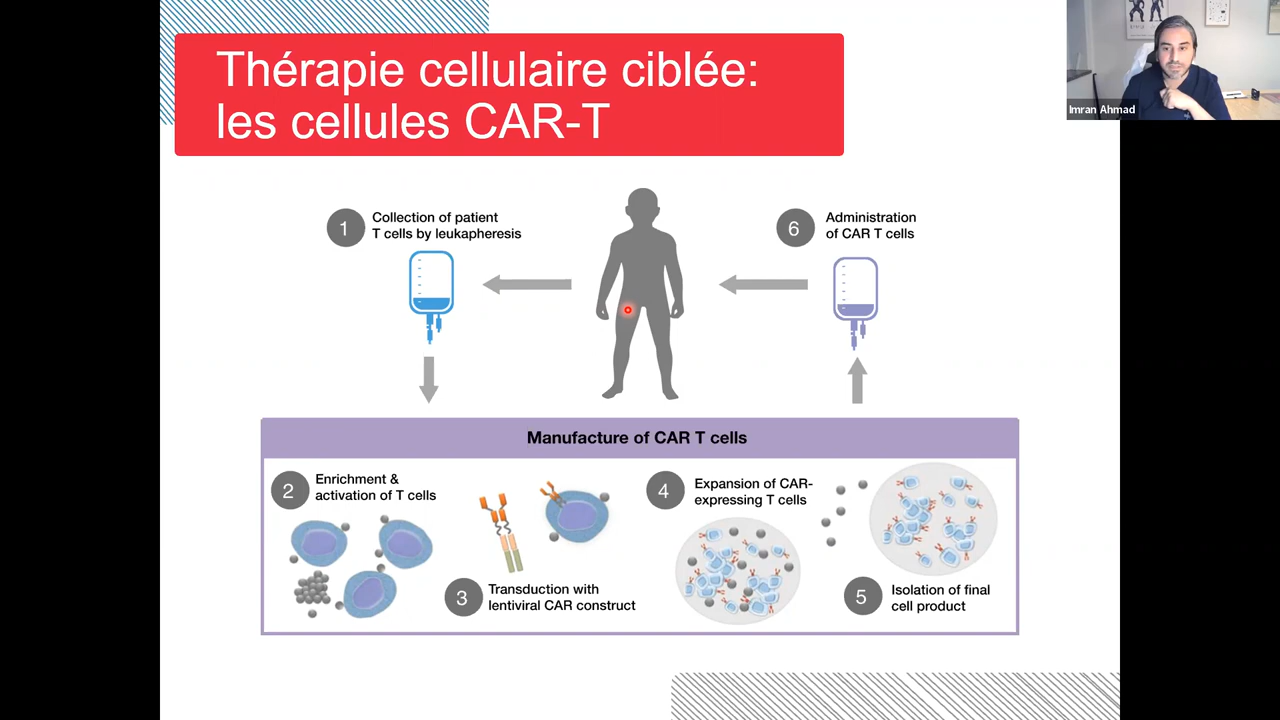 Thérapie cellulaire ciblée:
les cellules CAR-T
Imran Ahmad
1
Collection of patient
T cells by leukapheresis
6
Administration
of CAR T cells
Manufacture of CAR T cells
2
Enrichment &
activation of T cells
3
Transduction with
lentiviral CAR construct
4
Expansion of CAR-
expressing T cells
5
Isolation of final
cell product